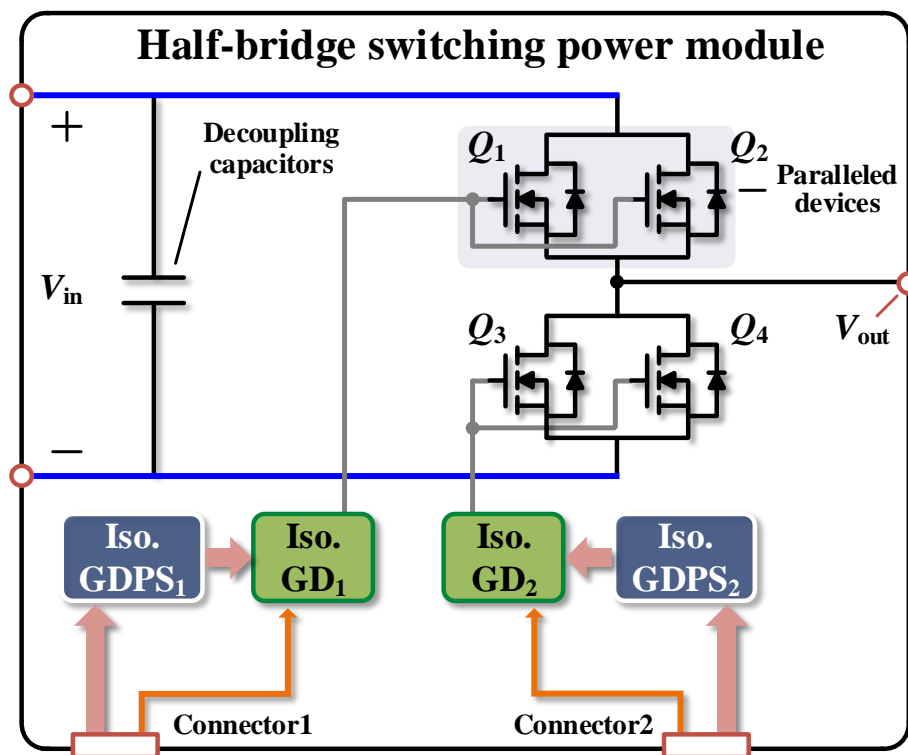 Half-bridge switching power module
+
Decoupling
capacitors
Q1
Q2
Paralleled
devices
Vin
Vout
Q3
Q4
−
Iso.
GDPS1
Iso.
GD1
Iso.
GD2
Iso.
GDPS2
Connector1
Connector2